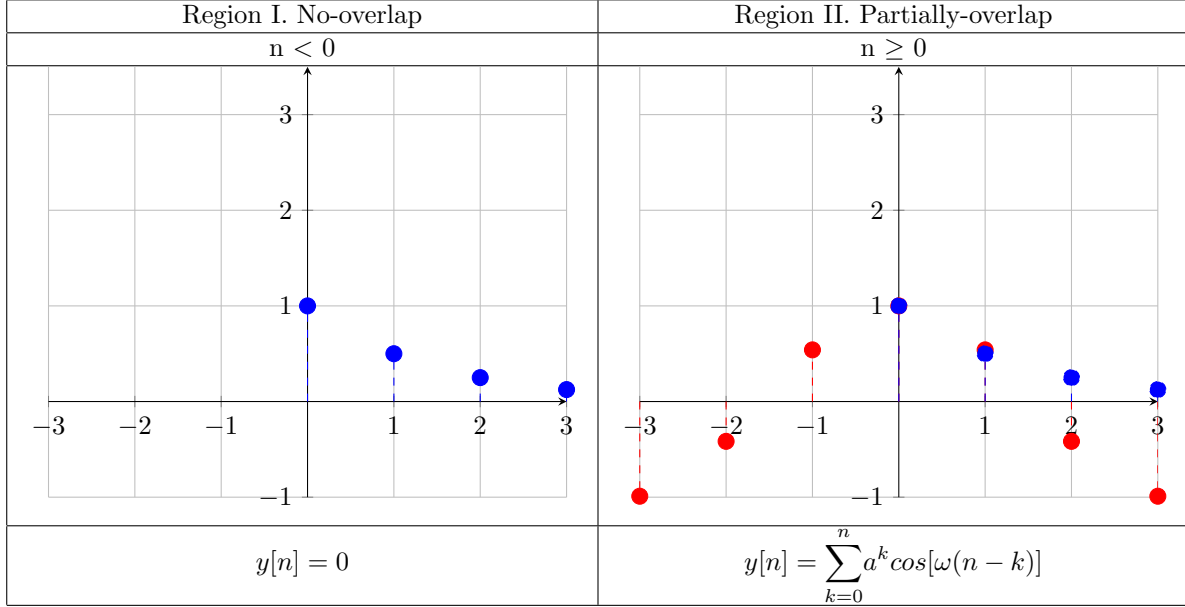 Region I. No-overlap
Region II. Partially-overlap
n < 0
n ≥ 0
3
2
1
−3 −2 −1 1 2 3
−1
3
2
1
−3 −2 −1 1 2 3
−1
y[n] = 0
y[n] = \sum_{k=0}^{n} a^k cos[ω(n − k)]